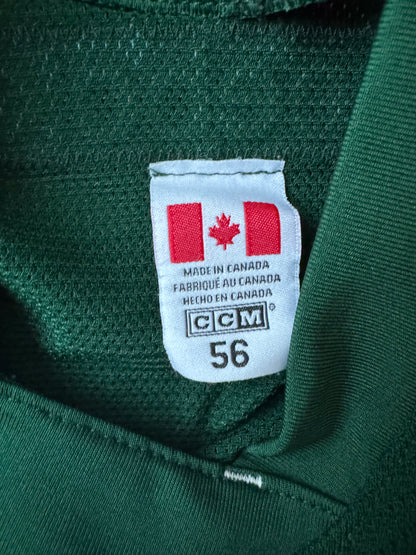 MADE IN CANADA
FABRIQUÉ AU CANADA
HECHO EN CANADA
CCM®
56